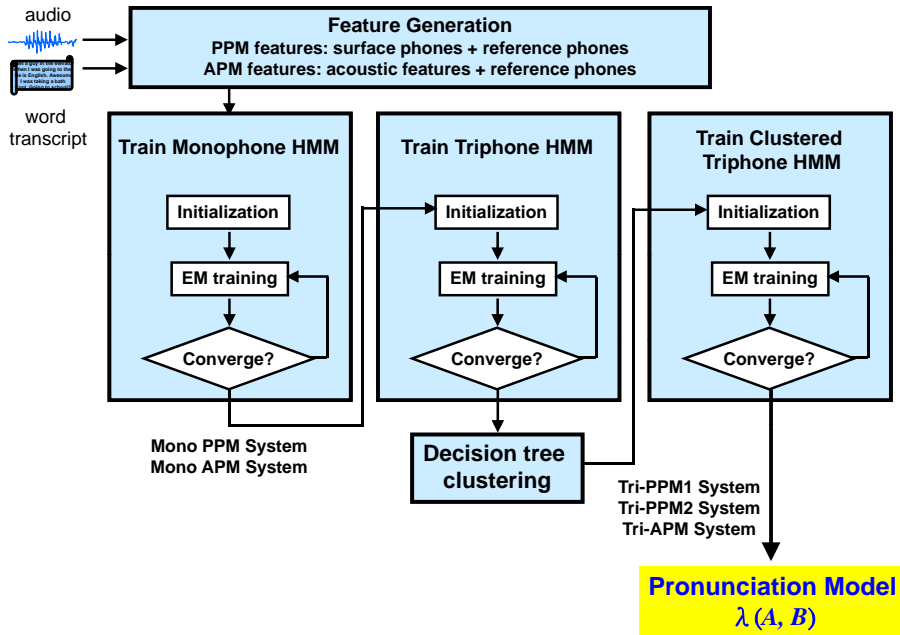 audio
word
transcript
Feature Generation
PPM features: surface phones + reference phones
APM features: acoustic features + reference phones
Train Monophone HMM
Initialization
EM training
Converge?
Mono PPM System
Mono APM System
Train Triphone HMM
Initialization
EM training
Converge?
Decision tree
clustering
Train Clustered
Triphone HMM
Initialization
EM training
Converge?
Tri-PPM1 System
Tri-PPM2 System
Tri-APM System
Pronunciation Model
λ (A, B)